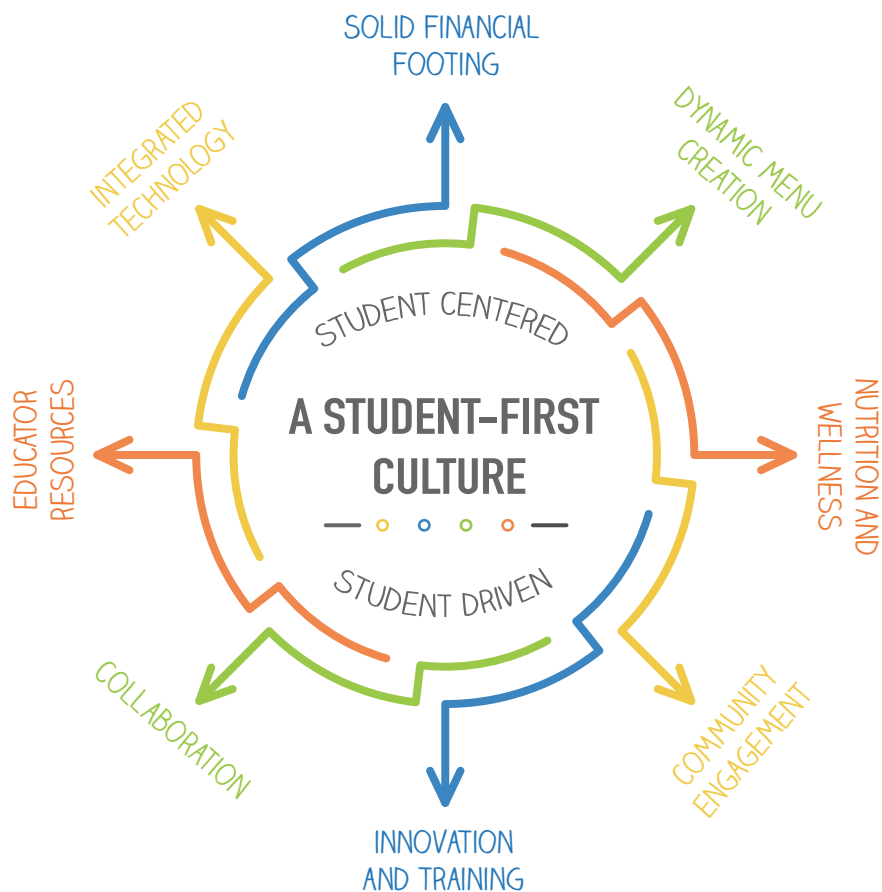 SOLID FINANCIAL
FOOTING
DYNAMIC MENU
CREATION
NUTRITION AND
WELLNESS
COMMUNITY
ENGAGEMENT
INNOVATION
AND TRAINING
COLLABORATION
EDUCATOR
RESOURCES
INTEGRATED
TECHNOLOGY
STUDENT CENTERED
A STUDENT-FIRST
CULTURE
STUDENT DRIVEN